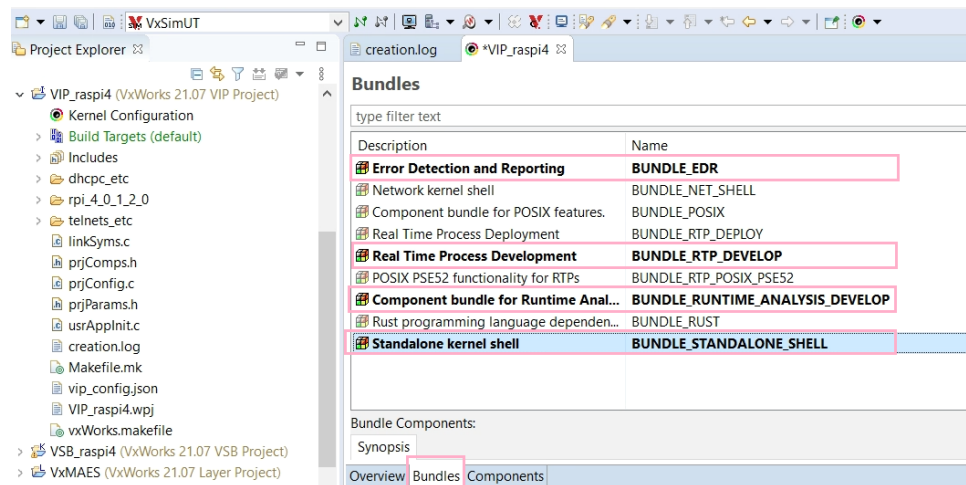 VxSimUT
Project Explorer
creation.log
*VIP_raspi4
VIP_raspi4 (VxWorks 21.07 VIP Project)
Kernel Configuration
Build Targets (default)
Includes
dhcpc_etc
rpi_4_0_1_2_0
telnets_etc
linkSyms.c
prjComps.h
prjConfig.c
prjParams.h
usrAppInit.c
creation.log
Makefile.mk
vip_config.json
VIP_raspi4.wpj
vxWorks.makefile
VSB_raspi4 (VxWorks 21.07 VSB Project)
VxMAES (VxWorks 21.07 Layer Project)
Bundles
type filter text
Description Name
Error Detection and Reporting BUNDLE_EDR
Network kernel shell BUNDLE_NET_SHELL
Component bundle for POSIX features. BUNDLE_POSIX
Real Time Process Deployment BUNDLE_RTP_DEPLOY
Real Time Process Development BUNDLE_RTP_DEVELOP
POSIX PSE52 functionality for RTPs BUNDLE_RTP_POSIX_PSE52
Component bundle for Runtime Anal... BUNDLE_RUNTIME_ANALYSIS_DEVELOP
Rust programming language dependen... BUNDLE_RUST
Standalone kernel shell BUNDLE_STANDALONE_SHELL
Bundle Components:
Synopsis
Overview Bundles Components